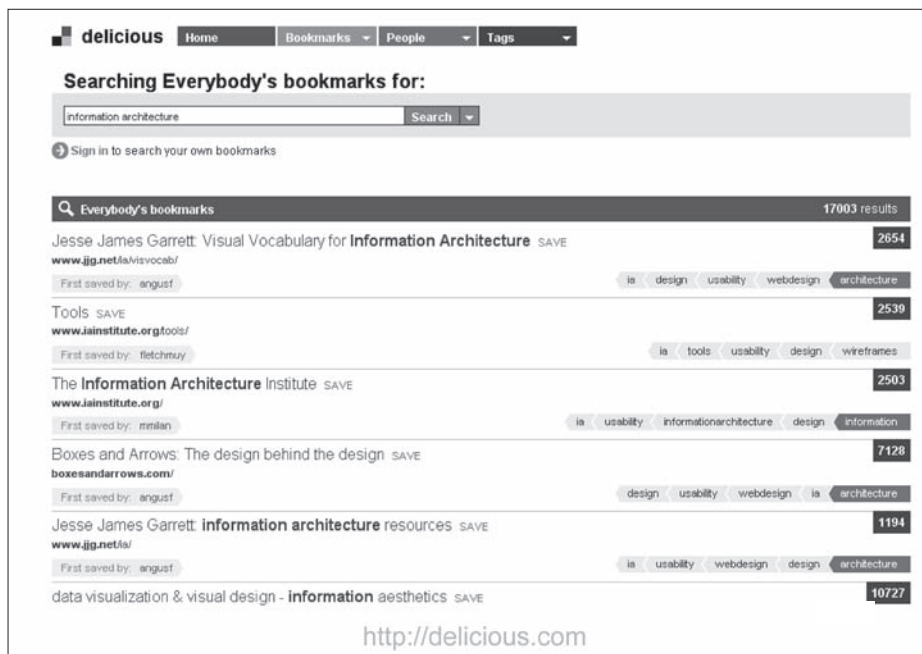 delicious Home Bookmarks People Tags
Searching Everybody's bookmarks for:
information architecture Search
Sign in to search your own bookmarks
Everybody's bookmarks 17003 results
Jesse James Garrett: Visual Vocabulary for Information Architecture SAVE 2654
www.jjg.net/ia/visvocab/
First saved by: angusf ia design usability webdesign architecture
Tools SAVE 2539
www.iainstitute.org/tools/
First saved by: fletchmuy ia tools usability design wireframes
The Information Architecture Institute SAVE 2503
www.iainstitute.org/
First saved by: mmlan ia usability informationarchitecture design information
Boxes and Arrows: The design behind the design SAVE 7128
boxesandarrows.com/
First saved by: angusf design usability webdesign ia architecture
Jesse James Garrett: information architecture resources SAVE 1194
www.jjg.net/ia/
First saved by: angusf ia usability webdesign design architecture
data visualization & visual design - information aesthetics SAVE 10727
http://delicious.com